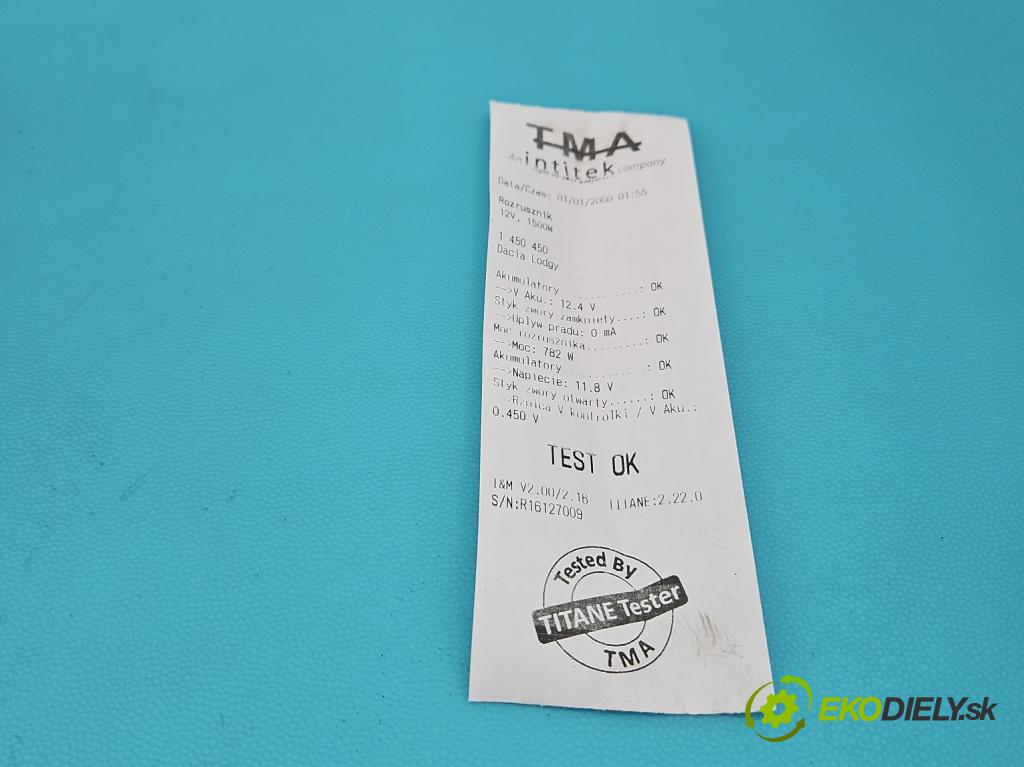 TMA
An intitek company
Data/Czas: 01/01/2000 01:55
Rozrusznik
12V, 1500W
1 450 450
Dacia Lodgy
Akumulatory............: OK
-->V Aku.: 12.4 V
Styk zwory zamkniety....: OK
-->Uplyw pradu: 0 mA
Moc rozrusznika.........: OK
-->Moc: 782 W
Akumulatory.............: OK
-->Napiecie: 11.8 V
Styk zwory otwarty......: OK
-->Rznica V kontrolki / V Aku.:
0.450 V
TEST OK
I&M V2.00/2.16 TITANE:2.22.0
S/N:R16127009
Tested By
TITANE Tester
TMA
EKODIELY.sk